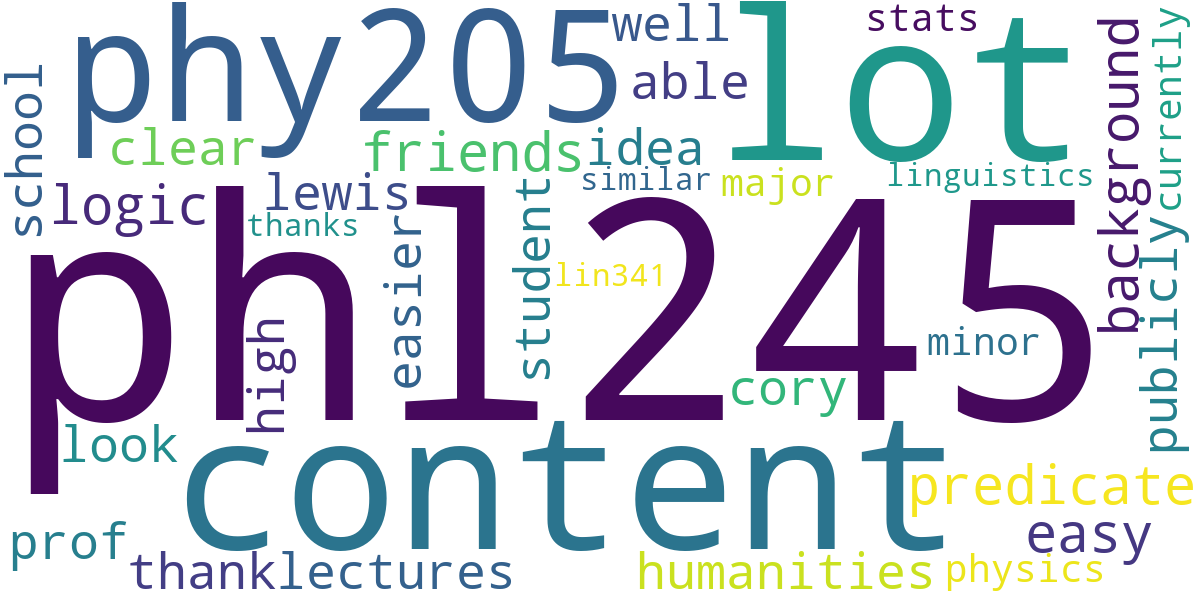 phy205
lot
well
stats
able
school
clear
friends
idea
background
currently
similar
major
linguistics
logic
lewis
thanks
student
easier
publicly
phl245
lin341
high
minor
cory
look
content
predicate
prof
easy
thank
lectures
humanities
physics